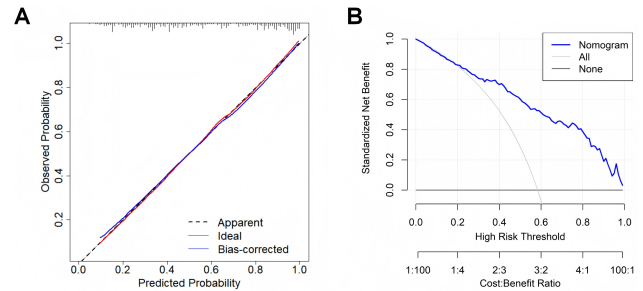 A
B
Observed Probability
1.0
0.8
0.6
0.4
0.2
0.0
0.2
0.4
0.6
0.8
1.0
Predicted Probability
Apparent
Ideal
Bias-corrected
Standardized Net Benefit
1.0
0.8
0.6
0.4
0.2
0.0
Nomogram
All
None
0.0
0.2
0.4
0.6
0.8
1.0
High Risk Threshold
1:100
1:4
2:3
3:2
4:1
100:1
Cost:Benefit Ratio